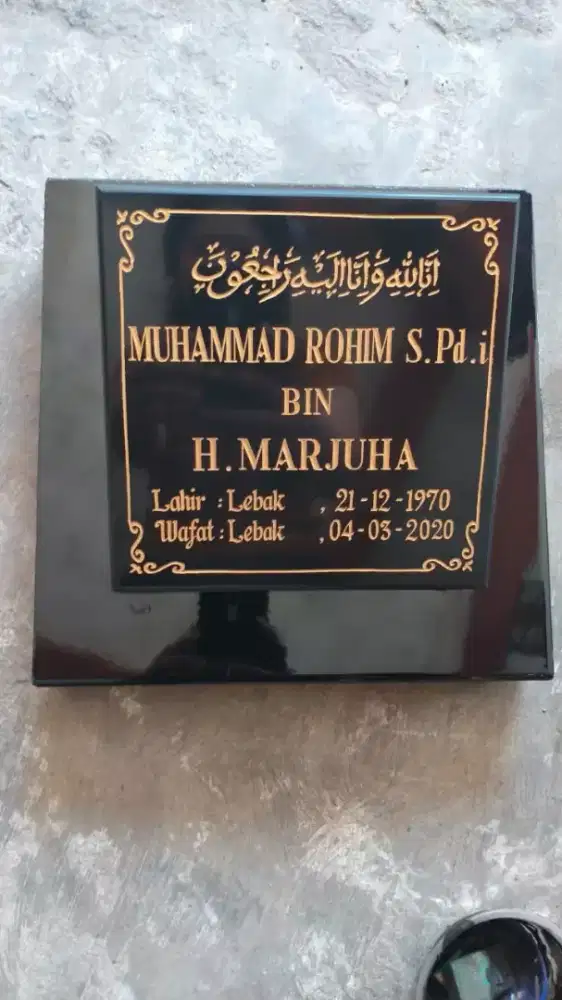 اِنَّا لِلّٰهِ وَاِنَّا اِلَيْهِ رَاجِعُوْنَ
MUHAMMAD ROHIM S.Pd.i
BIN
H.MARJUHA
Lahir : Lebak , 21-12-1970
Wafat : Lebak , 04-03-2020